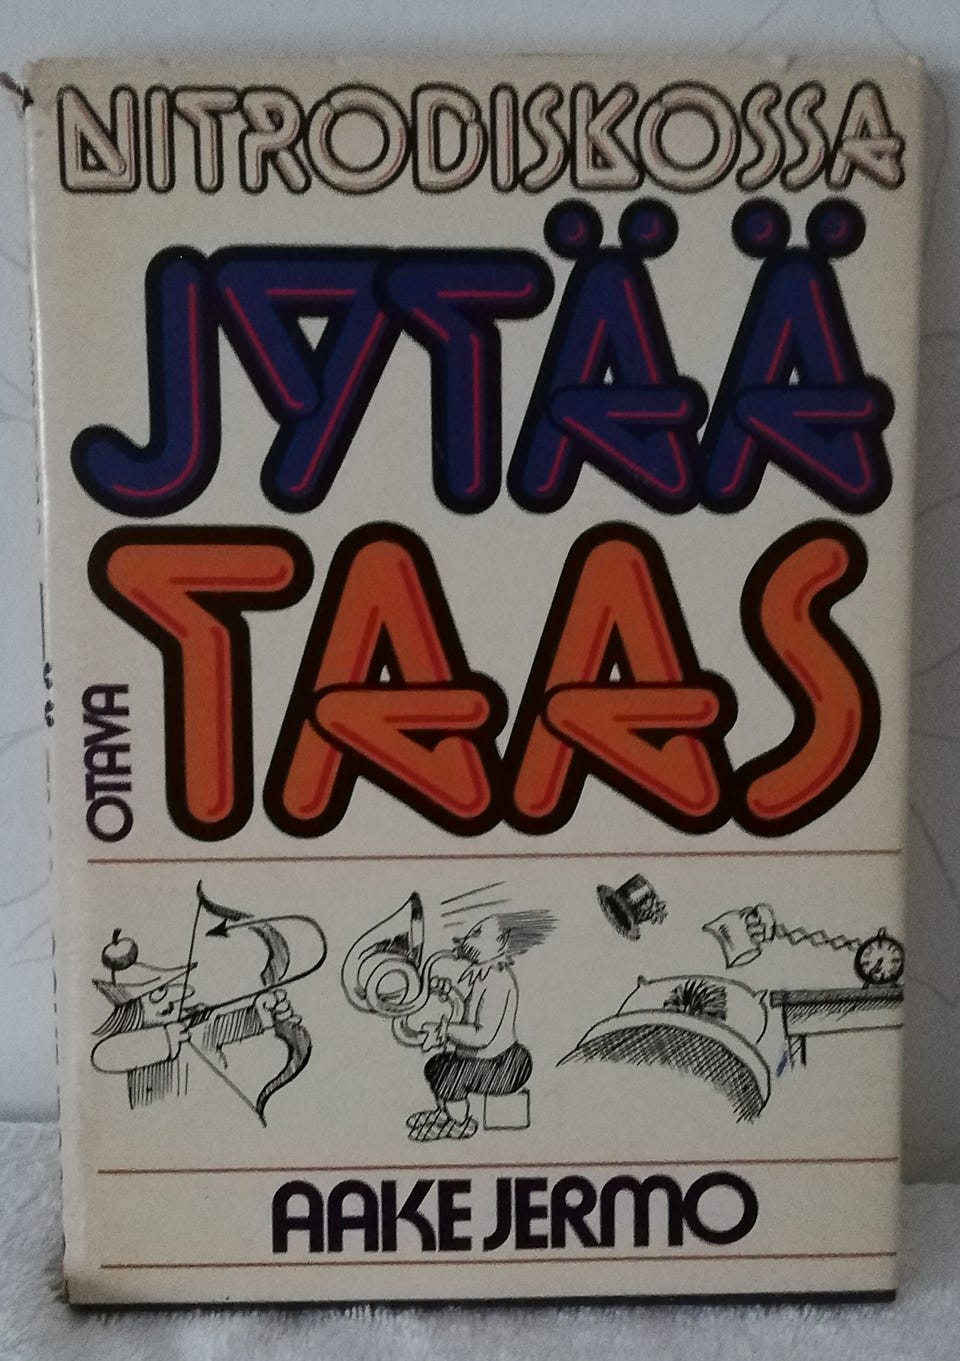 NITRODISKOSSA
JYTÄÄ
TAAS
OTAVA
AAKE JERMO